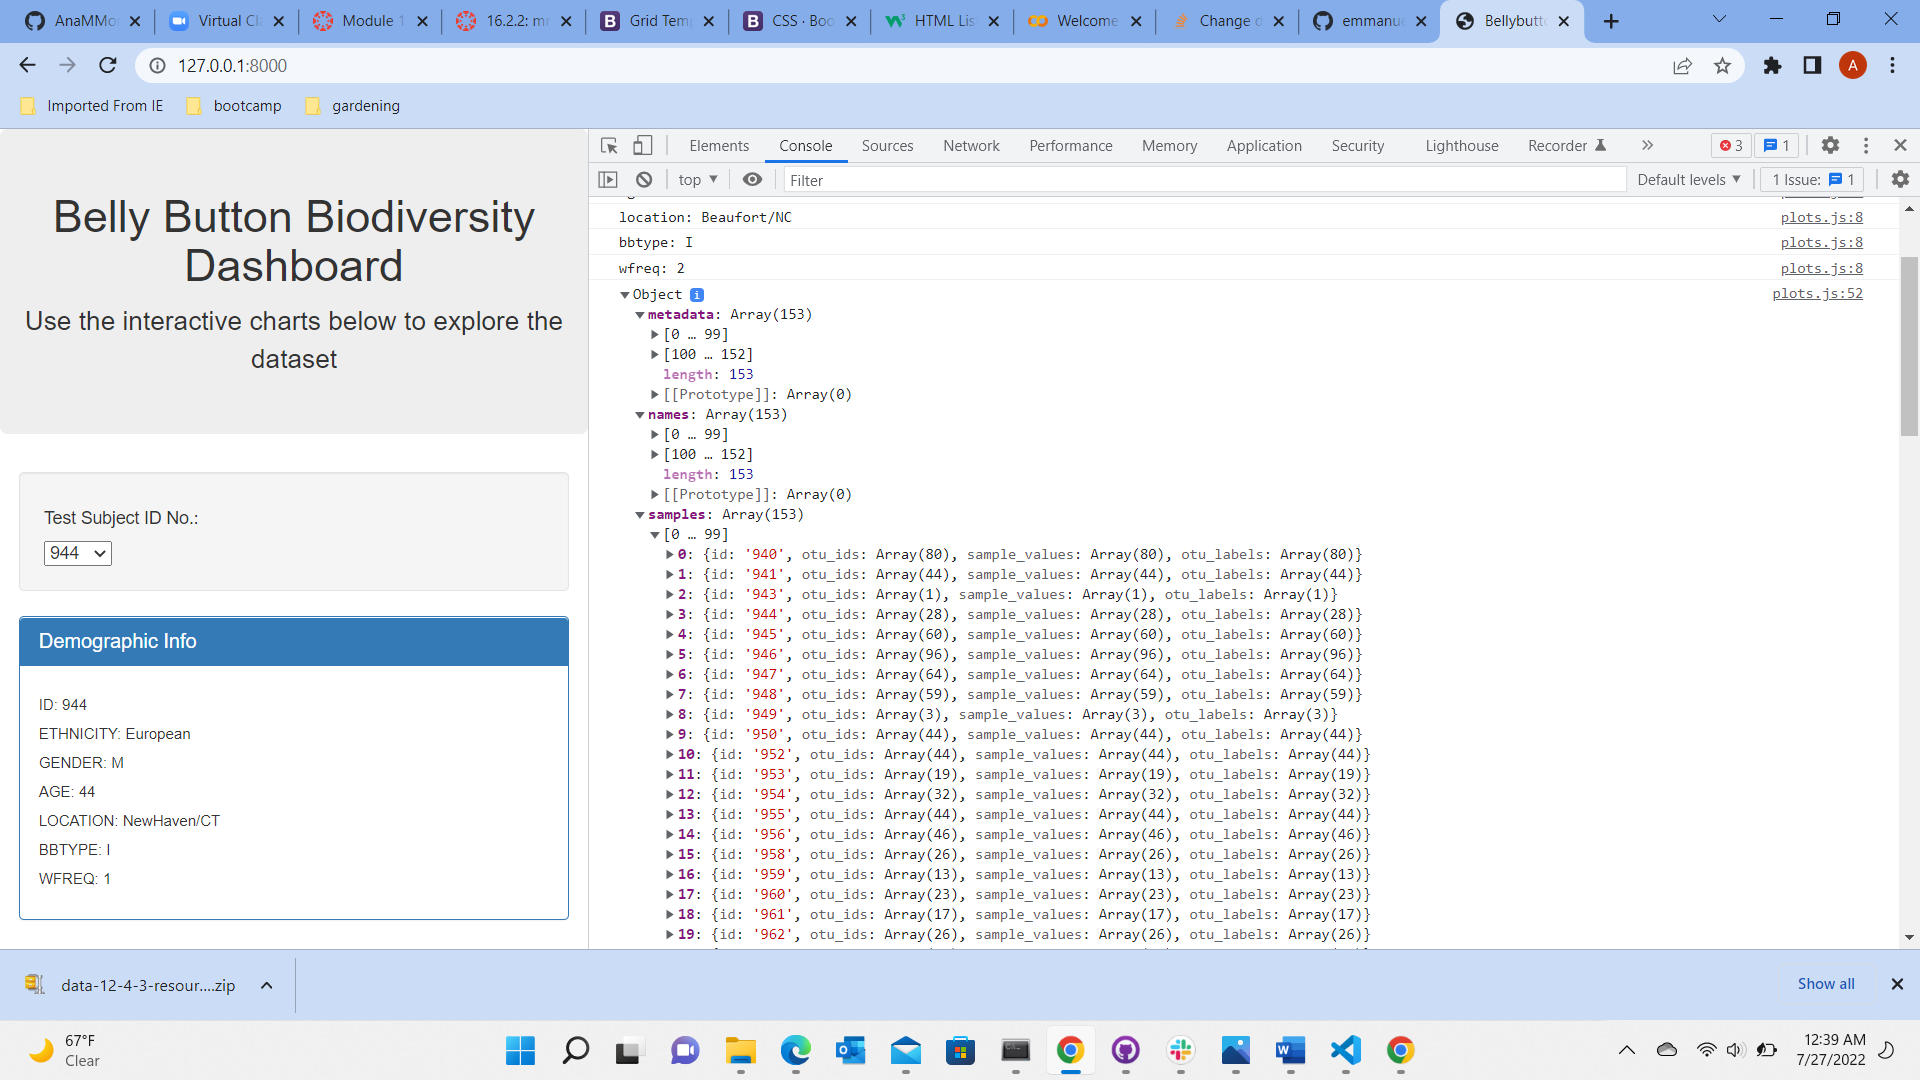 AnaMMo
Virtual Cla
Module 1
16.2.2: m
Grid Temp
CSS · Boo
HTML Lis
Welcome
Change d
emmanue
Bellybutto
127.0.0.1:8000
A
Imported From IE
bootcamp
gardening
Belly Button Biodiversity
Dashboard
Use the interactive charts below to explore the
dataset
Test Subject ID No.:
944
Demographic Info
ID: 944
ETHNICITY: European
GENDER: M
AGE: 44
LOCATION: NewHaven/CT
BBTYPE: I
WFREQ: 1
Elements Console Sources Network Performance Memory Application Security Lighthouse Recorder » 3 1
top Filter Default levels 1 Issue: 1
location: Beaufort/NC plots.js:8
bbtype: I plots.js:8
wfreq: 2 plots.js:8
Object i plots.js:52
metadata: Array(153)
[0 … 99]
[100 … 152]
length: 153
[[Prototype]]: Array(0)
names: Array(153)
[0 … 99]
[100 … 152]
length: 153
[[Prototype]]: Array(0)
samples: Array(153)
[0 … 99]
0: {id: '940', otu_ids: Array(80), sample_values: Array(80), otu_labels: Array(80)}
1: {id: '941', otu_ids: Array(44), sample_values: Array(44), otu_labels: Array(44)}
2: {id: '943', otu_ids: Array(1), sample_values: Array(1), otu_labels: Array(1)}
3: {id: '944', otu_ids: Array(28), sample_values: Array(28), otu_labels: Array(28)}
4: {id: '945', otu_ids: Array(60), sample_values: Array(60), otu_labels: Array(60)}
5: {id: '946', otu_ids: Array(96), sample_values: Array(96), otu_labels: Array(96)}
6: {id: '947', otu_ids: Array(64), sample_values: Array(64), otu_labels: Array(64)}
7: {id: '948', otu_ids: Array(59), sample_values: Array(59), otu_labels: Array(59)}
8: {id: '949', otu_ids: Array(3), sample_values: Array(3), otu_labels: Array(3)}
9: {id: '950', otu_ids: Array(44), sample_values: Array(44), otu_labels: Array(44)}
10: {id: '952', otu_ids: Array(44), sample_values: Array(44), otu_labels: Array(44)}
11: {id: '953', otu_ids: Array(19), sample_values: Array(19), otu_labels: Array(19)}
12: {id: '954', otu_ids: Array(32), sample_values: Array(32), otu_labels: Array(32)}
13: {id: '955', otu_ids: Array(44), sample_values: Array(44), otu_labels: Array(44)}
14: {id: '956', otu_ids: Array(46), sample_values: Array(46), otu_labels: Array(46)}
15: {id: '958', otu_ids: Array(26), sample_values: Array(26), otu_labels: Array(26)}
16: {id: '959', otu_ids: Array(13), sample_values: Array(13), otu_labels: Array(13)}
17: {id: '960', otu_ids: Array(23), sample_values: Array(23), otu_labels: Array(23)}
18: {id: '961', otu_ids: Array(17), sample_values: Array(17), otu_labels: Array(17)}
19: {id: '962', otu_ids: Array(26), sample_values: Array(26), otu_labels: Array(26)}
data-12-4-3-resour....zip
Show all
67°F
Clear
12:39 AM
7/27/2022